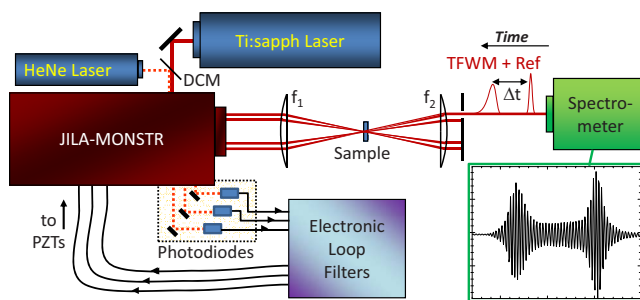 Ti:sapph Laser
HeNe Laser
DCM
Time
TFWM + Ref
Δt
f1
f2
Spectro-
meter
JILA-MONSTR
Sample
to
PZTs
Photodiodes
Electronic
Loop
Filters